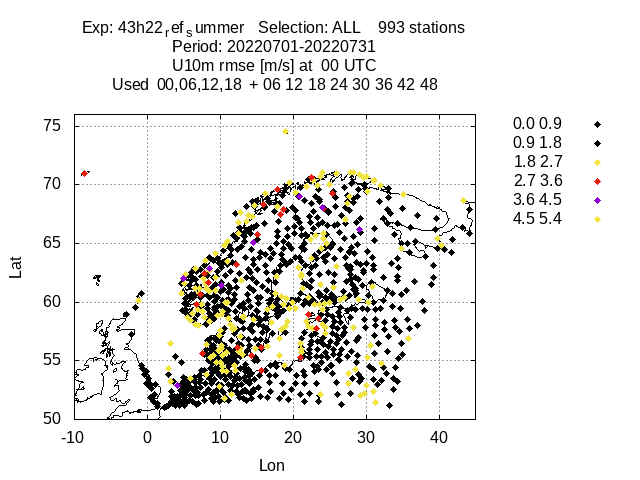 Exp: 43h22ref summer Selection: ALL 993 stations
Period: 20220701-20220731
U10m rmse [m/s] at 00 UTC
Used 00,06,12,18 + 06 12 18 24 30 36 42 48
75
70
65
60
55
50
Lat
-10 0 10 20 30 40
Lon
0.0 0.9
0.9 1.8
1.8 2.7
2.7 3.6
3.6 4.5
4.5 5.4